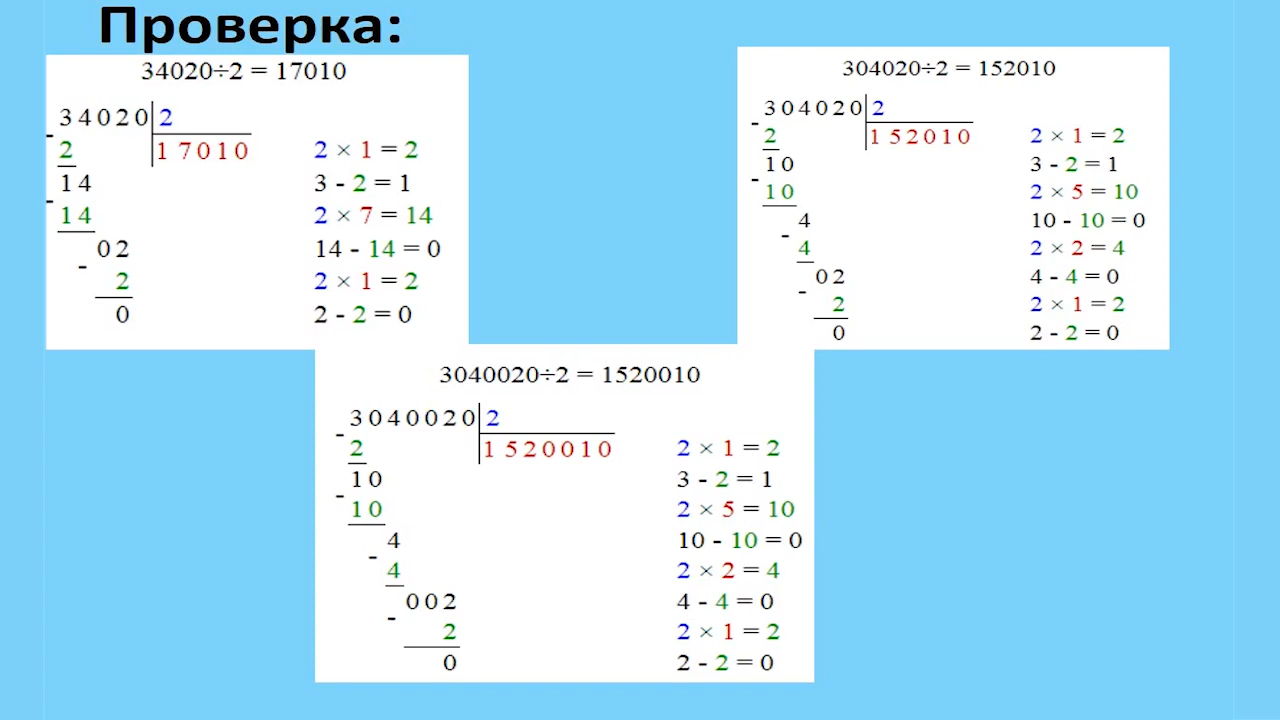 Проверка:
34020÷2 = 17010
34020 2
- 2 17010
14
- 14
02
- 2
0
2 × 1 = 2
3 - 2 = 1
2 × 7 = 14
14 - 14 = 0
2 × 1 = 2
2 - 2 = 0
304020÷2 = 152010
304020 2
- 2 152010
10
- 10
4
- 4
02
- 2
0
2 × 1 = 2
3 - 2 = 1
2 × 5 = 10
10 - 10 = 0
2 × 2 = 4
4 - 4 = 0
2 × 1 = 2
2 - 2 = 0
3040020÷2 = 1520010
3040020 2
- 2 1520010
10
- 10
4
- 4
002
- 2
0
2 × 1 = 2
3 - 2 = 1
2 × 5 = 10
10 - 10 = 0
2 × 2 = 4
4 - 4 = 0
2 × 1 = 2
2 - 2 = 0